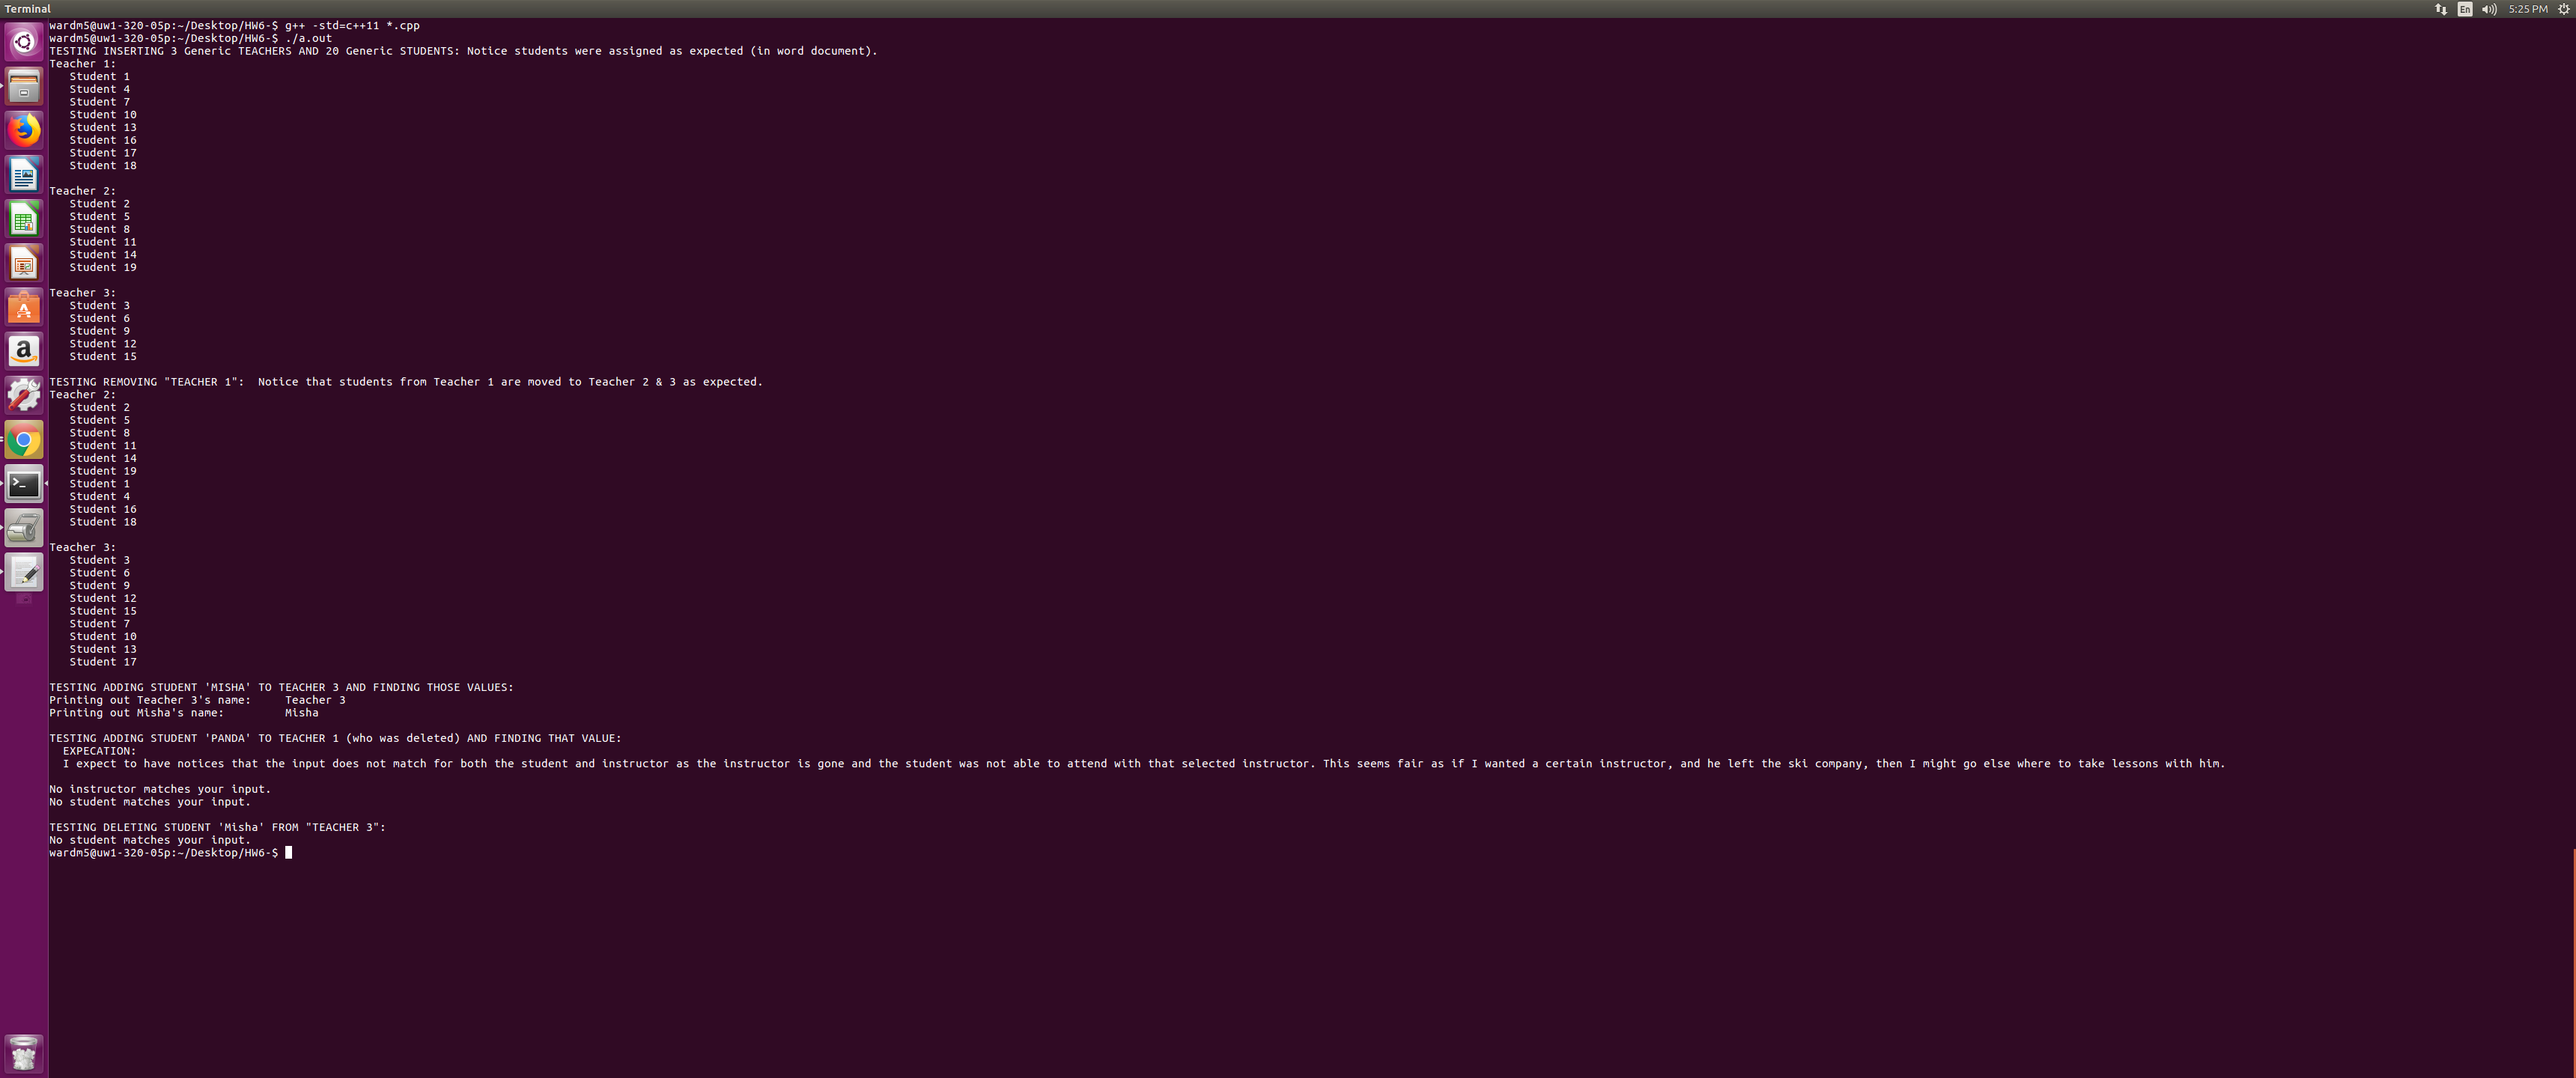 Terminal
En
5:25 PM
wardm5@uw1-320-05p:~/Desktop/HW6-$ g++ -std=c++11 *.cpp
wardm5@uw1-320-05p:~/Desktop/HW6-$ ./a.out
TESTING INSERTING 3 Generic TEACHERS AND 20 Generic STUDENTS: Notice students were assigned as expected (in word document).
Teacher 1:
   Student 1
   Student 4
   Student 7
   Student 10
   Student 13
   Student 16
   Student 17
   Student 18

Teacher 2:
   Student 2
   Student 5
   Student 8
   Student 11
   Student 14
   Student 19

Teacher 3:
   Student 3
   Student 6
   Student 9
   Student 12
   Student 15

TESTING REMOVING "TEACHER 1":  Notice that students from Teacher 1 are moved to Teacher 2 & 3 as expected.
Teacher 2:
   Student 2
   Student 5
   Student 8
   Student 11
   Student 14
   Student 19
   Student 1
   Student 4
   Student 16
   Student 18

Teacher 3:
   Student 3
   Student 6
   Student 9
   Student 12
   Student 15
   Student 7
   Student 10
   Student 13
   Student 17

TESTING ADDING STUDENT 'MISHA' TO TEACHER 3 AND FINDING THOSE VALUES:
Printing out Teacher 3's name:     Teacher 3
Printing out Misha's name:         Misha

TESTING ADDING STUDENT 'PANDA' TO TEACHER 1 (who was deleted) AND FINDING THAT VALUE:
  EXPECATION:
  I expect to have notices that the input does not match for both the student and instructor as the instructor is gone and the student was not able to attend with that selected instructor. This seems fair as if I wanted a certain instructor, and he left the ski company, then I might go else where to take lessons with him.

No instructor matches your input.
No student matches your input.

TESTING DELETING STUDENT 'Misha' FROM "TEACHER 3":
No student matches your input.
wardm5@uw1-320-05p:~/Desktop/HW6-$